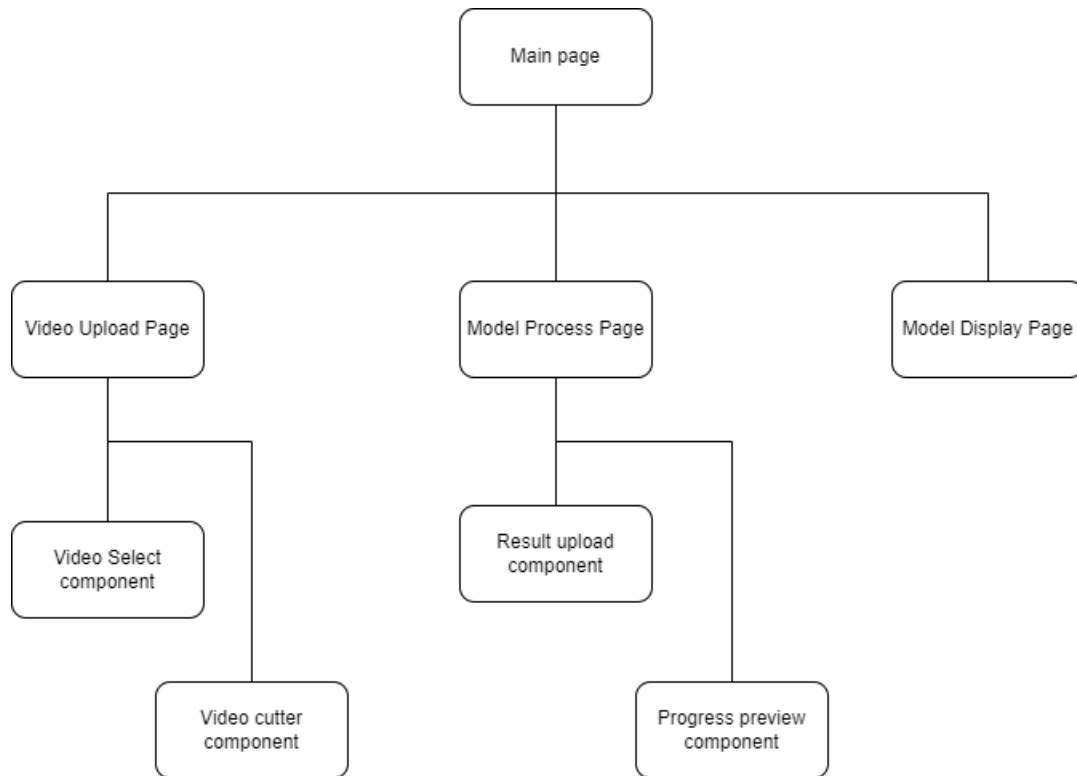 Main page
Video Upload Page
Model Process Page
Model Display Page
Video Select
component
Result upload
component
Video cutter
component
Progress preview
component